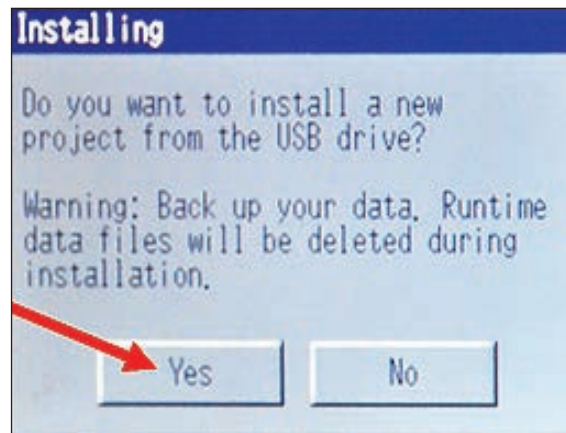 Installing
Do you want to install a new
project from the USB drive?
Warning: Back up your data. Runtime
data files will be deleted during
installation.
Yes
No